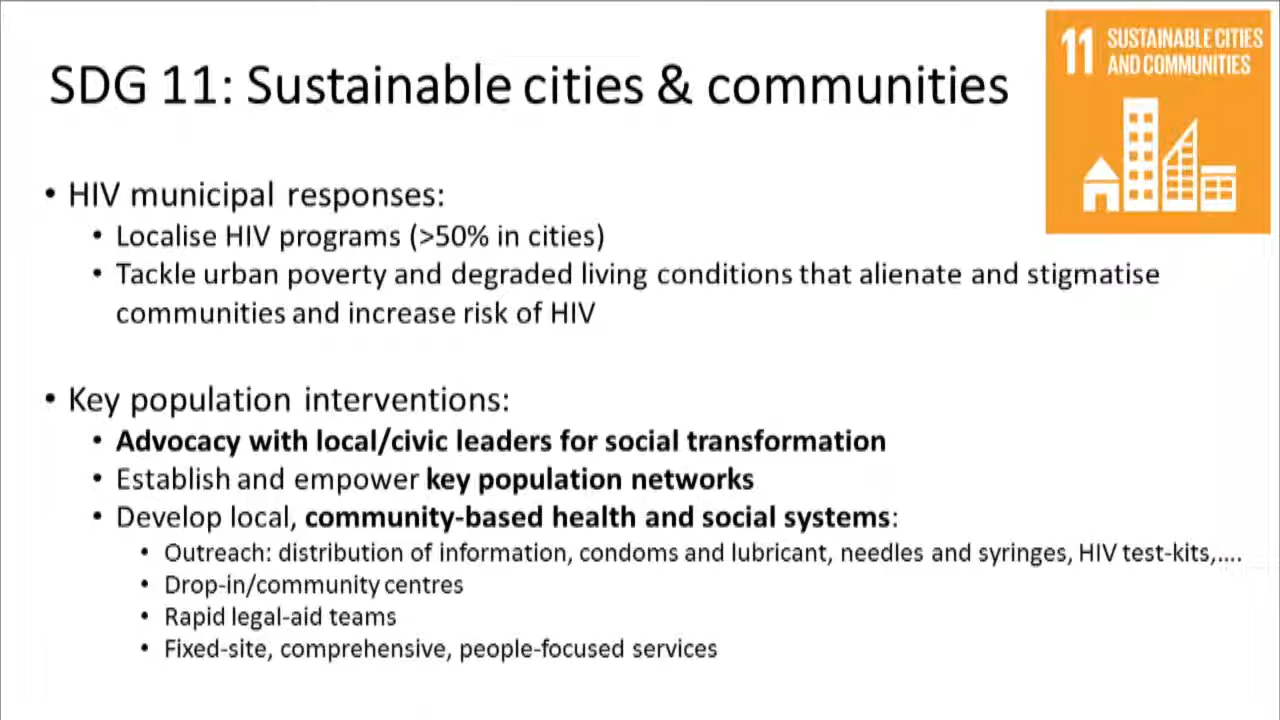 SDG 11: Sustainable cities & communities
11 SUSTAINABLE CITIES
AND COMMUNITIES
• HIV municipal responses:
• Localise HIV programs (>50% in cities)
• Tackle urban poverty and degraded living conditions that alienate and stigmatise
communities and increase risk of HIV
• Key population interventions:
• Advocacy with local/civic leaders for social transformation
• Establish and empower key population networks
• Develop local, community-based health and social systems:
• Outreach: distribution of information, condoms and lubricant, needles and syringes, HIV test-kits,....
• Drop-in/community centres
• Rapid legal-aid teams
• Fixed-site, comprehensive, people-focused services